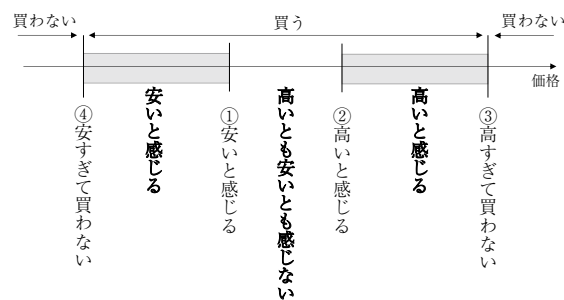 買わない
買う
買わない
価格
④安すぎて買わない
安いと感じる
①安いと感じる
高いとも安いとも感じない
②高いと感じる
高いと感じる
③高すぎて買わない